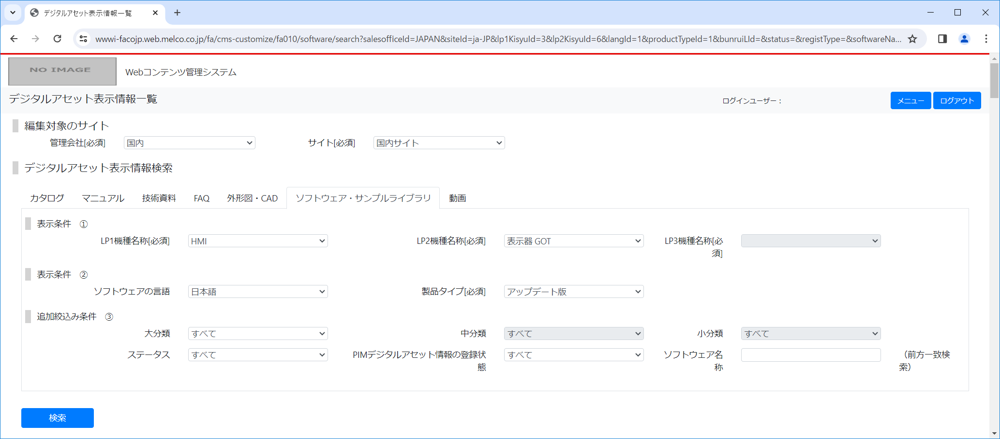 デジタルアセット表示情報一覧
wwwi-facojp.web.melco.co.jp/fa/cms-customize/fa010/software/search?salesofficeId=JAPAN&siteId=ja-JP&lp1KisyuId=3&lp2KisyuId=6&langId=1&productTypeId=1&bunruiLId=&status=&registType=&softwareNa...
NO IMAGE
Webコンテンツ管理システム
デジタルアセット表示情報一覧
ログインユーザー：
メニュー
ログアウト
編集対象のサイト
管理会社[必須] 国内 サイト[必須] 国内サイト
デジタルアセット表示情報検索
カタログ マニュアル 技術資料 FAQ 外形図・CAD ソフトウェア・サンプルライブラリ 動画
表示条件 ①
LP1機種名称[必須] HMI LP2機種名称[必須] 表示器 GOT LP3機種名称[必
須]
表示条件 ②
ソフトウェアの言語 日本語 製品タイプ[必須] アップデート版
追加絞込み条件 ③
大分類 すべて 中分類 すべて 小分類 すべて
ステータス すべて PIMデジタルアセット情報の登録状
態 すべて ソフトウェア名
称 （前方一致検
索）
検索